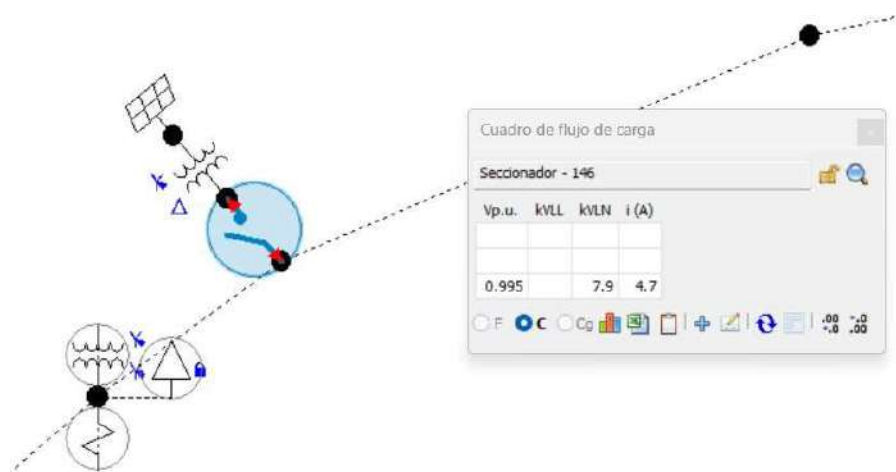 Cuadro de flujo de carga
Seccionador - 146
Vp.u. kVLL kVLN i (A)
0.995 7.9 4.7
F C Cg